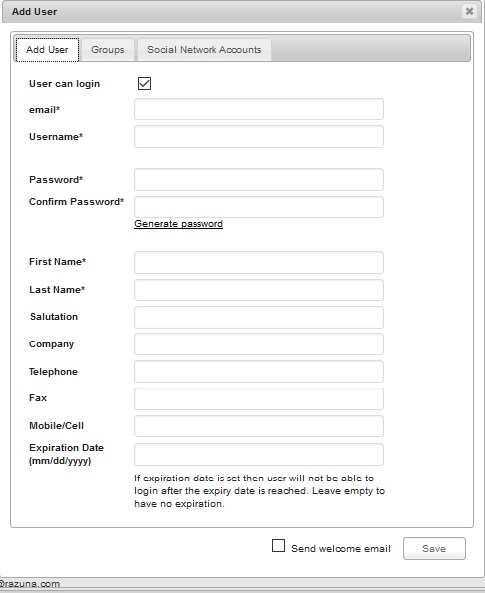 Add User
Add User Groups Social Network Accounts
User can login
email*
Username*
Password*
Confirm Password*
Generate password
First Name*
Last Name*
Salutation
Company
Telephone
Fax
Mobile/Cell
Expiration Date
(mm/dd/yyyy)
If expiration date is set then user will not be able to
login after the expiry date is reached. Leave empty to
have no expiration.
Send welcome email Save
@razuna.com